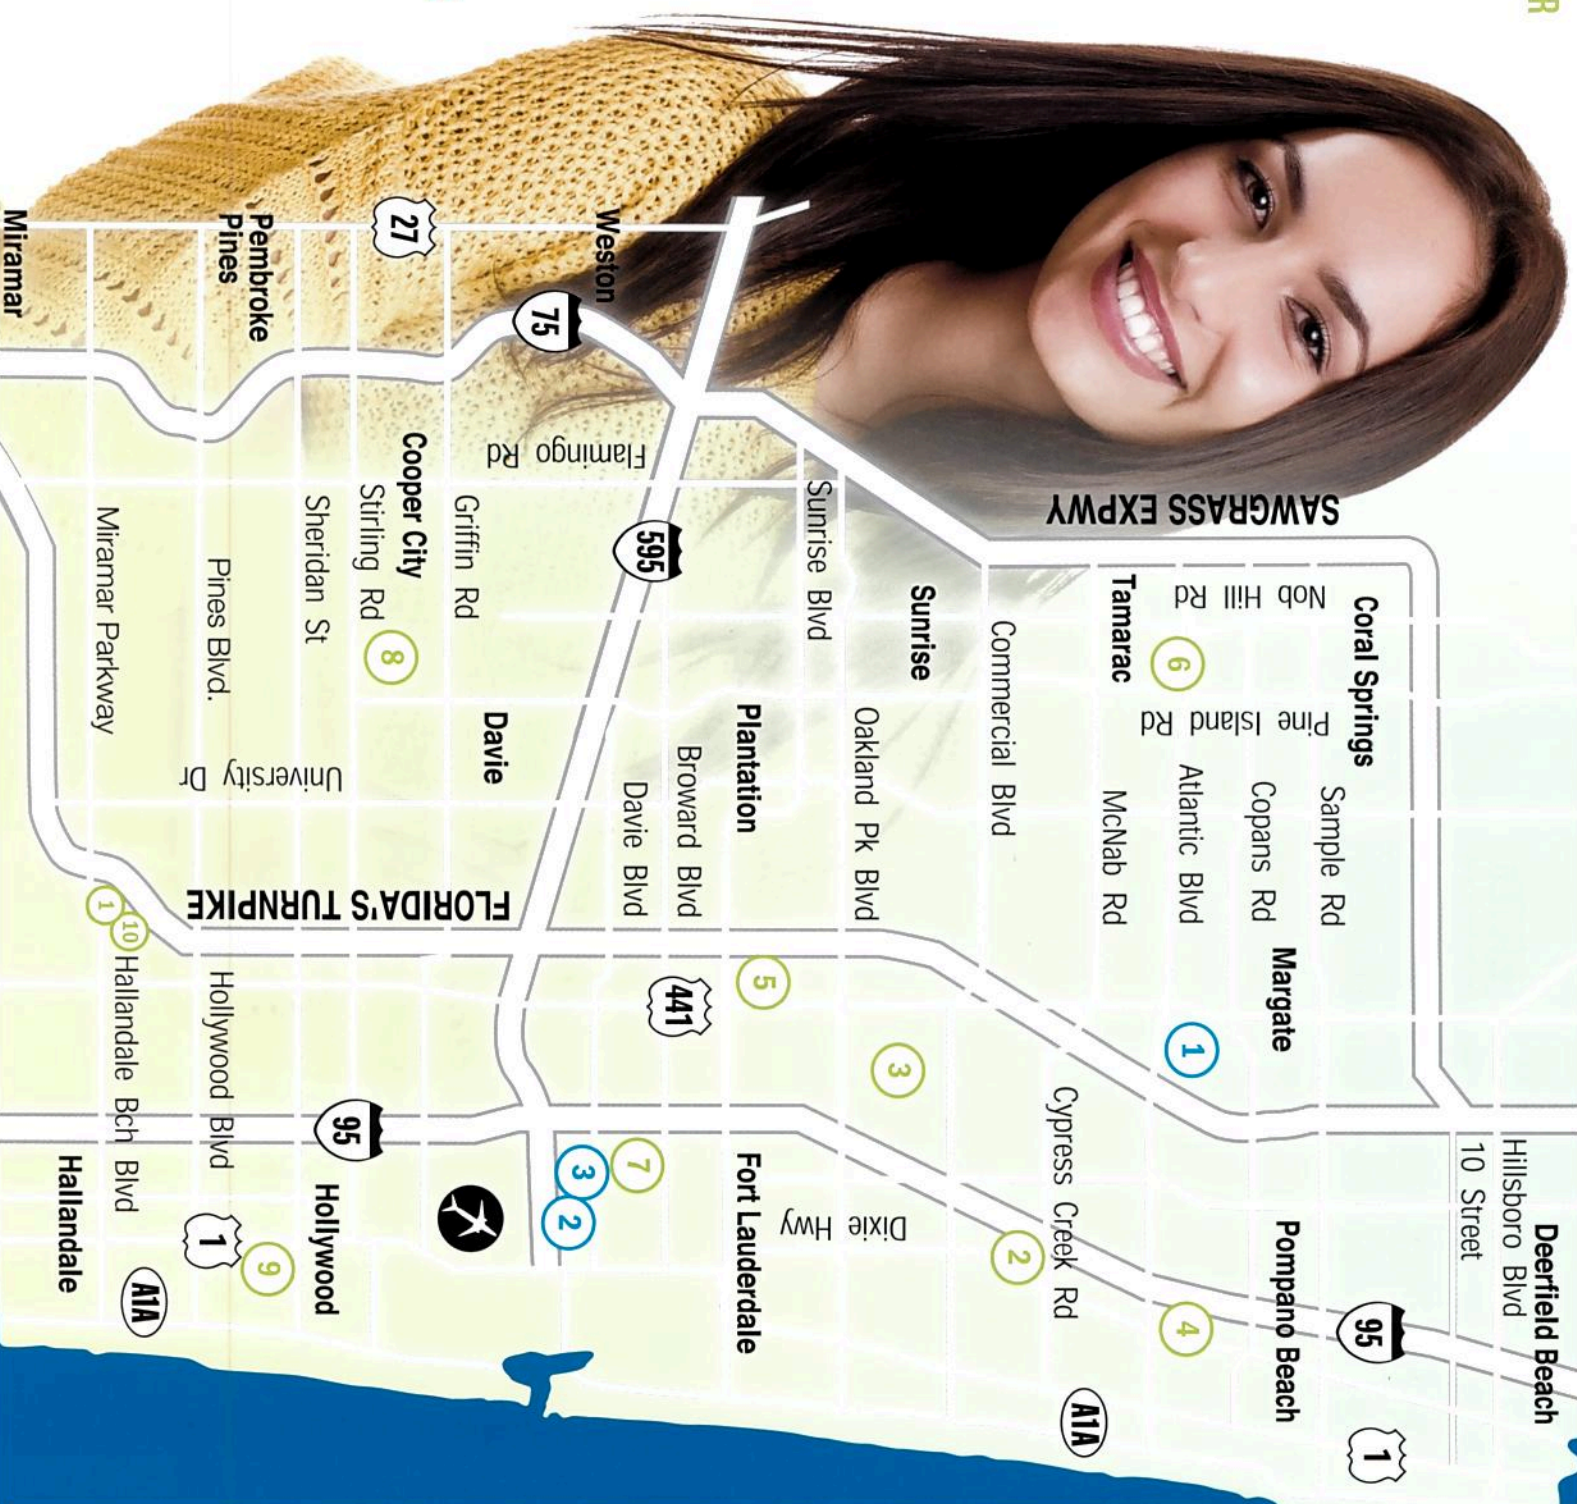 R
Deerfield Beach
Hillsboro Blvd
10 Street
Coral Springs
95
1
Sample Rd
SAWGRASS EXPWY
Nob Hill Rd
Pine Island Rd
Margate
Pompano Beach
Copans Rd
Atlantic Blvd
1
4
6
Tamarac
McNab Rd
A1A
Cypress Creek Rd
2
Commercial Blvd
Sunrise
3
Oakland Pk Blvd
Dixie Hwy
Sunrise Blvd
5
Plantation
Fort Lauderdale
Broward Blvd
441
595
Davie Blvd
7
Weston
Flamingo Rd
3
2
75
Davie
Griffin Rd
FLORIDA'S TURNPIKE
Cooper City
27
8
Stirling Rd
95
Hollywood
Sheridan St
University Dr
9
Pembroke
Pines
Pines Blvd.
Hollywood Blvd
1
A1A
10
1
Hallandale Bch Blvd
Miramar Parkway
Hallandale
Miramar